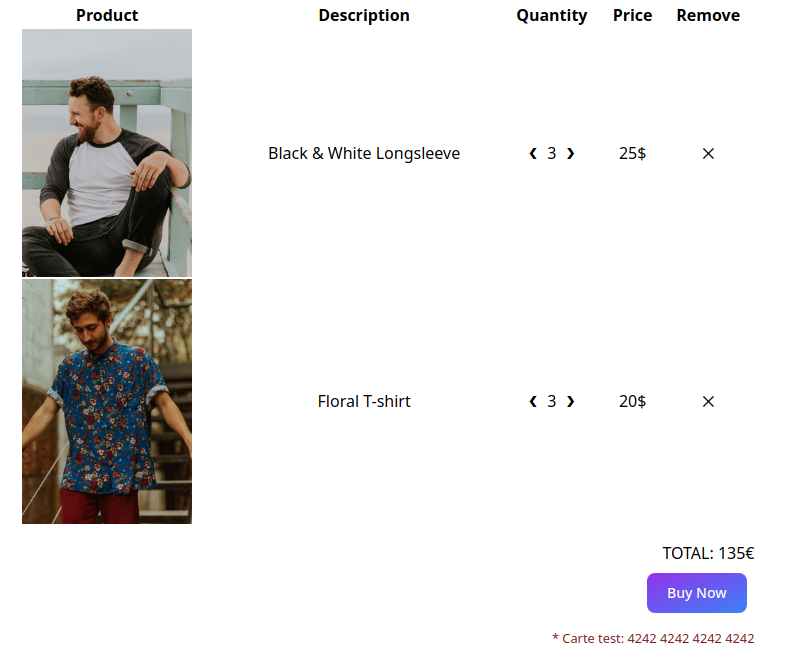 Product Description Quantity Price Remove
Black & White Longsleeve ❮ 3 ❯ 25$ ✕
Floral T-shirt ❮ 3 ❯ 20$ ✕
TOTAL: 135€
Buy Now
* Carte test: 4242 4242 4242 4242